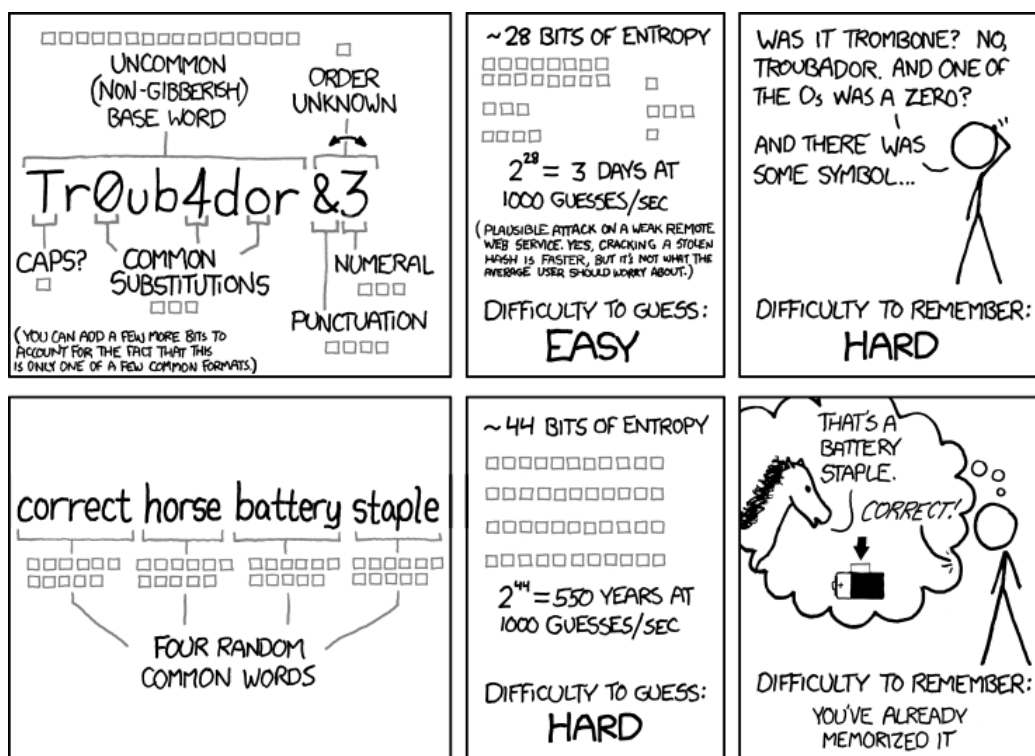 UNCOMMON
(NON-GIBBERISH)
BASE WORD
ORDER
UNKNOWN
Tr0ub4dor &3
CAPS?
COMMON
SUBSTITUTIONS
NUMERAL
PUNCTUATION
(YOU CAN ADD A FEW MORE BITS TO
ACCOUNT FOR THE FACT THAT THIS
IS ONLY ONE OF A FEW COMMON FORMATS.)
~28 BITS OF ENTROPY
2^28 = 3 DAYS AT
1000 GUESSES/SEC
(PLAUSIBLE ATTACK ON A WEAK REMOTE
WEB SERVICE. YES, CRACKING A STOLEN
HASH IS FASTER, BUT IT'S NOT WHAT THE
AVERAGE USER SHOULD WORRY ABOUT.)
DIFFICULTY TO GUESS:
EASY
WAS IT TROMBONE? NO,
TROUBADOR. AND ONE OF
THE Os WAS A ZERO?
AND THERE WAS
SOME SYMBOL...
DIFFICULTY TO REMEMBER:
HARD
correct horse battery staple
FOUR RANDOM
COMMON WORDS
~44 BITS OF ENTROPY
2^44 = 550 YEARS AT
1000 GUESSES/SEC
DIFFICULTY TO GUESS:
HARD
THAT'S A
BATTERY
STAPLE.
CORRECT!
+
DIFFICULTY TO REMEMBER:
YOU'VE ALREADY
MEMORIZED IT